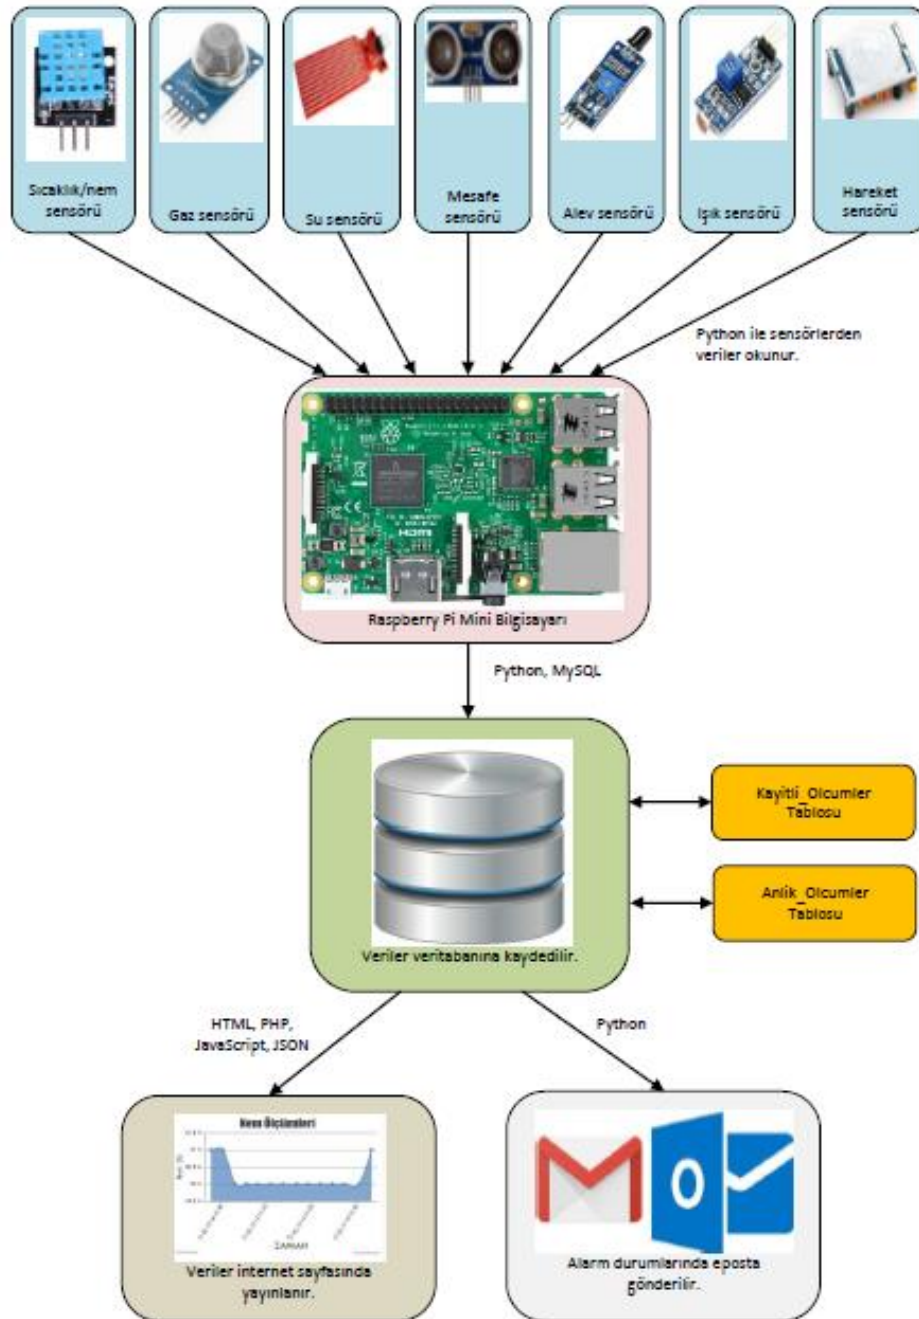 Sıcaklık/nem
sensörü
Gaz sensörü
Su sensörü
Mesafe
sensörü
Alev sensörü
Işık sensörü
Hareket
sensörü
Python ile sensörlerden
veriler okunur.
HDMI
Raspberry Pi Mini Bilgisayarı
Python, MySQL
Kayitli_Olcumler
Tablosu
Anlik_Olcumler
Tablosu
Veriler veritabanına kaydedilir.
HTML, PHP,
JavaScript, JSON
Python
Nem Ölçümleri
ZAMAN
Veriler internet sayfasında
yayınlanır.
Alarm durumlarında eposta
gönderilir.